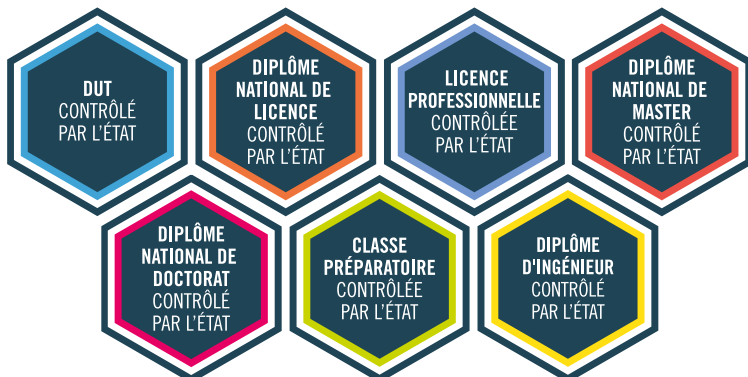 DUT
CONTRÔLÉ
PAR L'ÉTAT
DIPLÔME
NATIONAL DE
LICENCE
CONTRÔLÉ
PAR L'ÉTAT
LICENCE
PROFESSIONNELLE
CONTRÔLÉE
PAR L'ÉTAT
DIPLÔME
NATIONAL DE
MASTER
CONTRÔLÉ
PAR L'ÉTAT
DIPLÔME
NATIONAL DE
DOCTORAT
CONTRÔLÉ
PAR L'ÉTAT
CLASSE
PRÉPARATOIRE
CONTRÔLÉE
PAR L'ÉTAT
DIPLÔME
D'INGÉNIEUR
CONTRÔLÉ
PAR L'ÉTAT